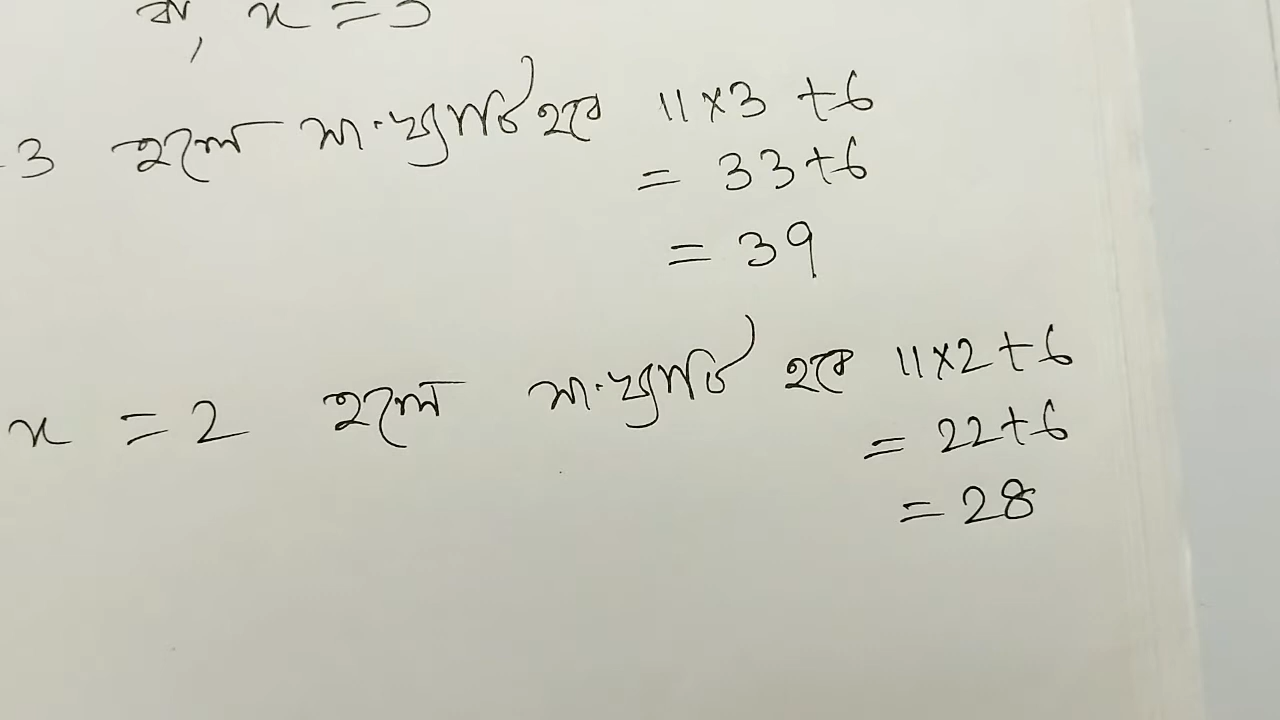 বা, x = 3
3 হলে সংখ্যাটি হবে 11×3 +6
= 33+6
= 39
x = 2 হলে সংখ্যাটি হবে 11×2+6
= 22+6
= 28